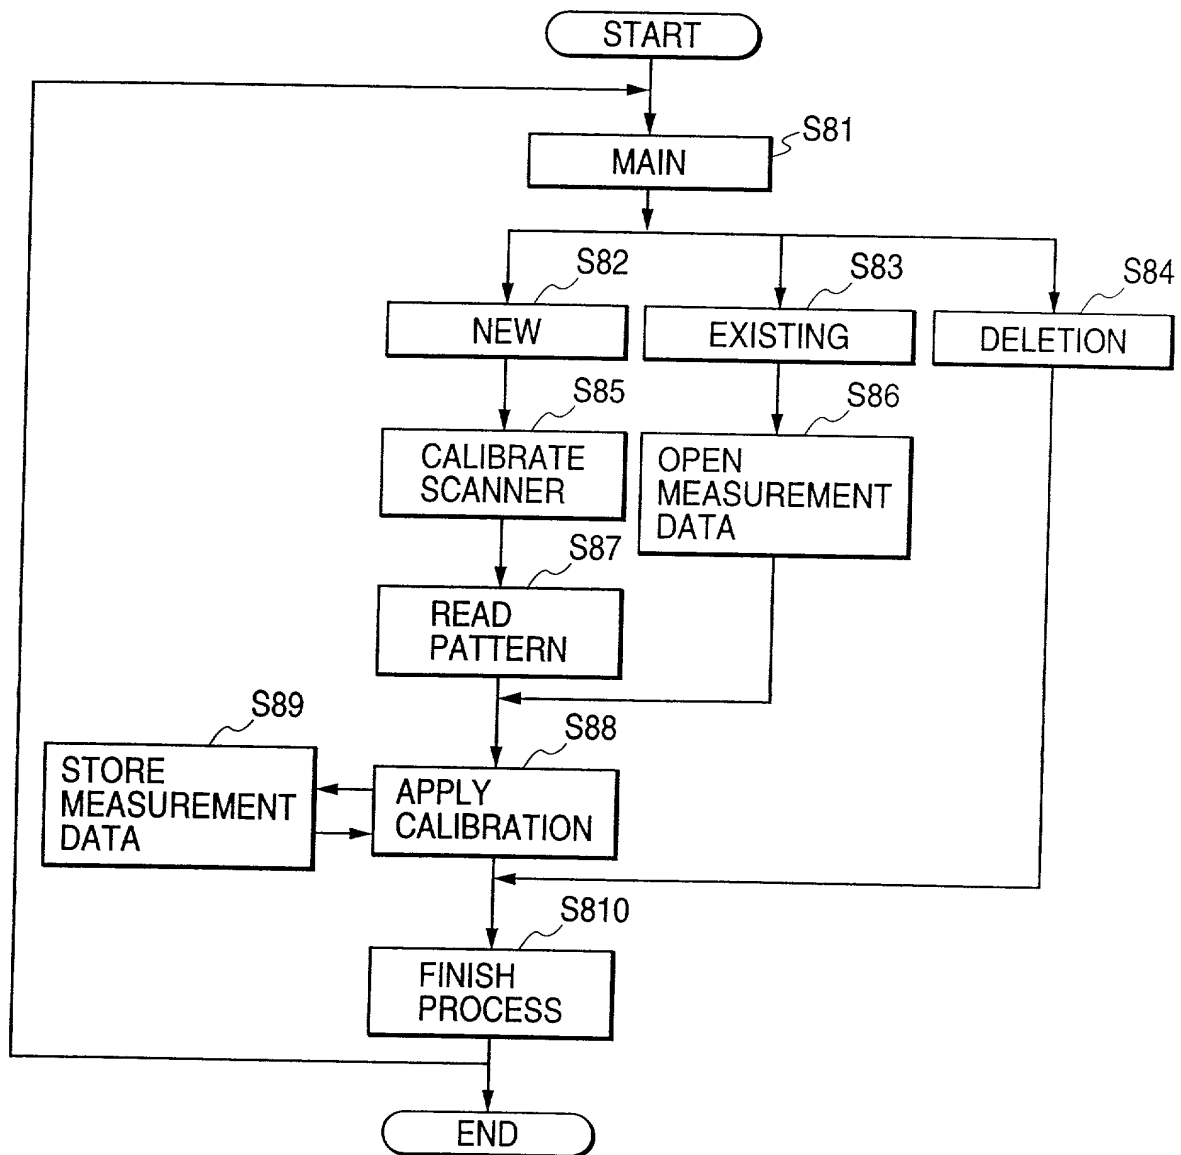 START
S81
MAIN
S82
S83
S84
NEW
EXISTING
DELETION
S85
S86
CALIBRATE
SCANNER
OPEN
MEASUREMENT
DATA
S87
READ
PATTERN
S89
S88
STORE
MEASUREMENT
DATA
APPLY
CALIBRATION
S810
FINISH
PROCESS
END